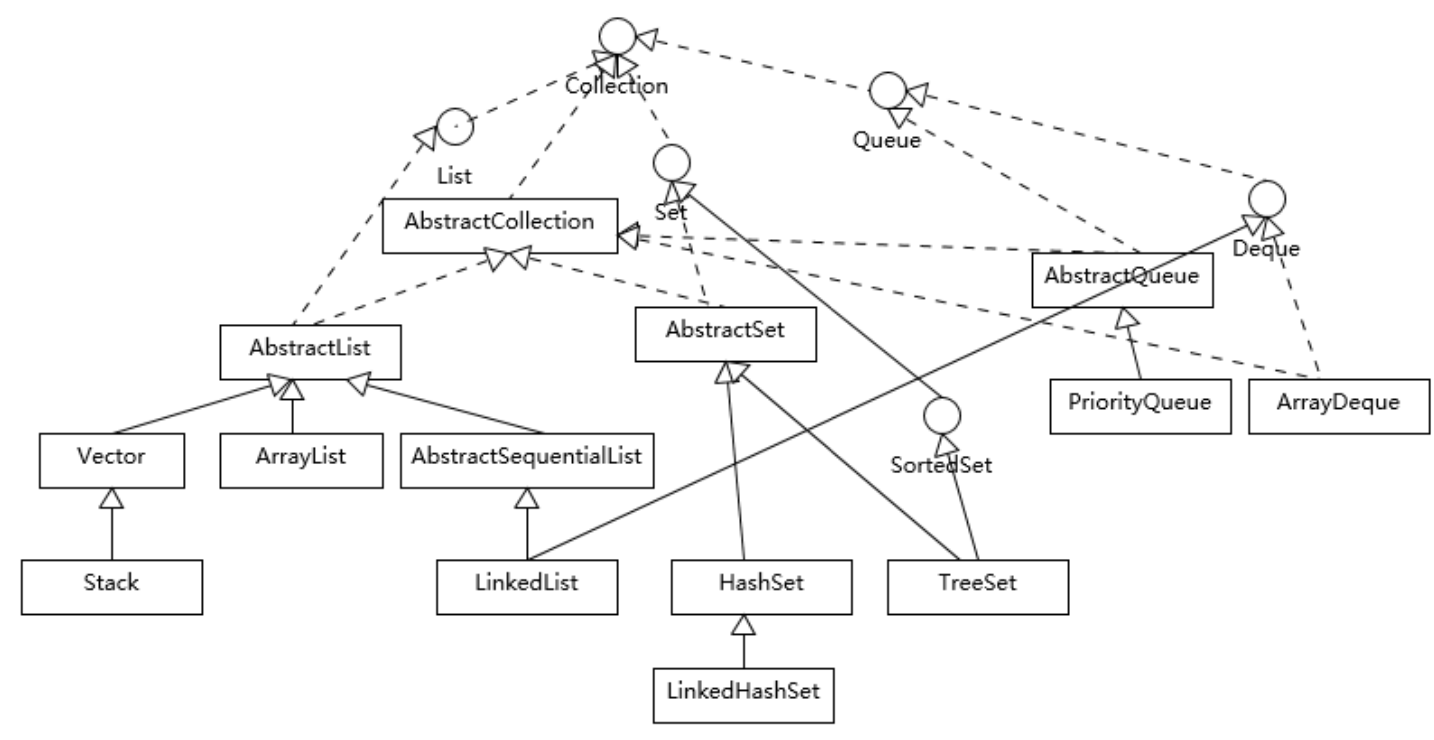 Collection
Queue
List
Set
AbstractCollection
Deque
AbstractQueue
AbstractSet
AbstractList
PriorityQueue
ArrayDeque
Vector
ArrayList
AbstractSequentialList
SortedSet
Stack
LinkedList
HashSet
TreeSet
LinkedHashSet